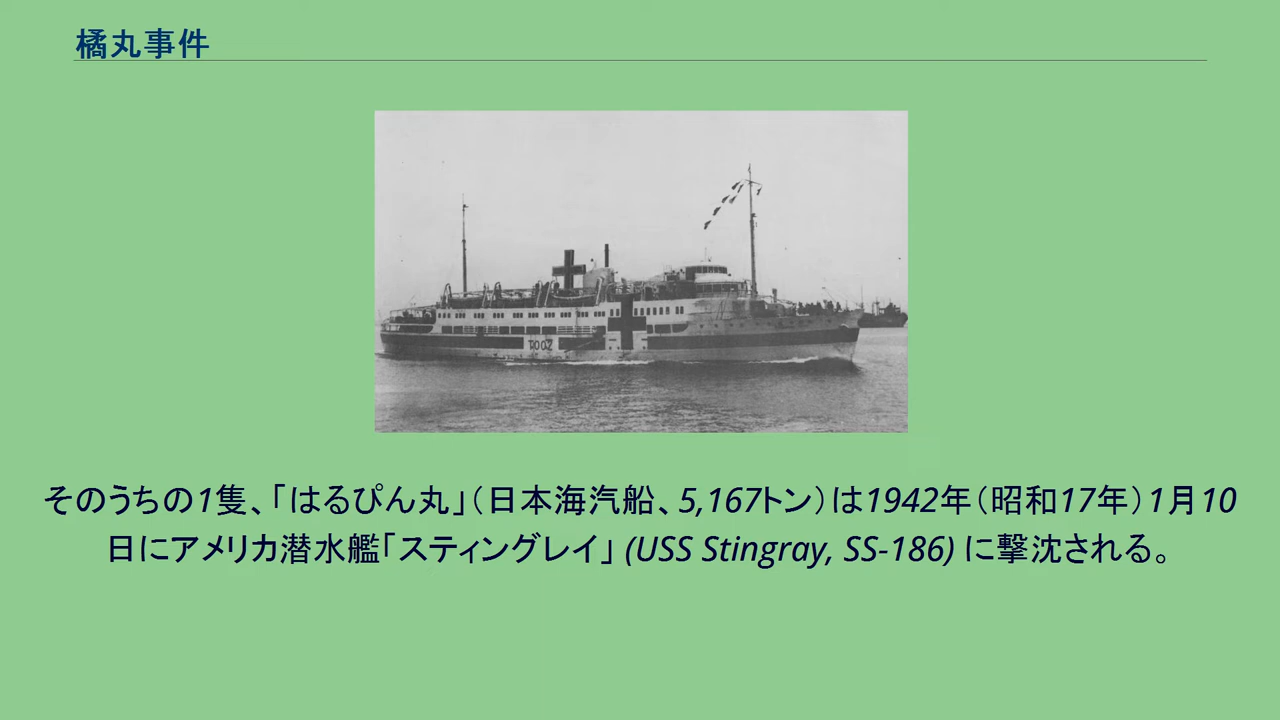 橘丸事件
そのうちの1隻、「はるぴん丸」（日本海汽船、5,167トン）は1942年（昭和17年）1月10
日にアメリカ潜水艦「スティングレイ」 (USS Stingray, SS-186) に撃沈される。